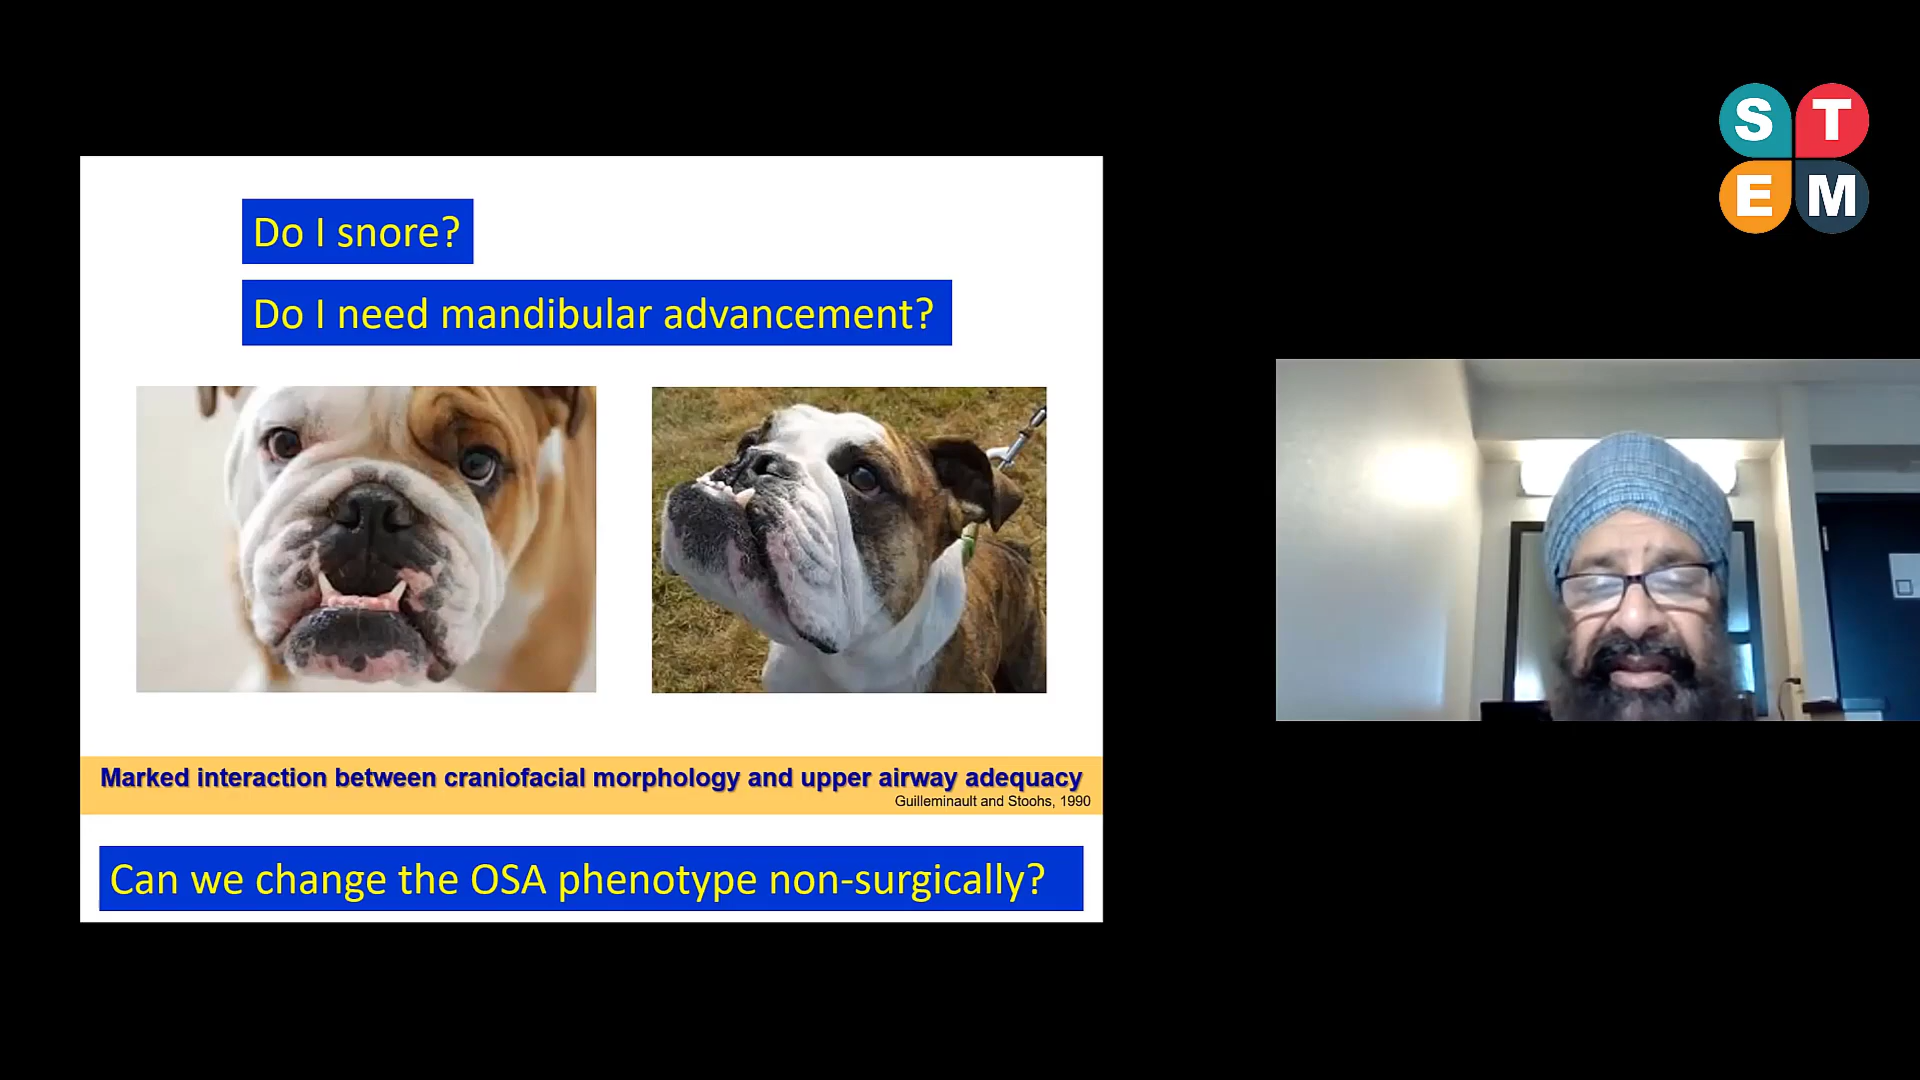 Do I snore?
Do I need mandibular advancement?
Marked interaction between craniofacial morphology and upper airway adequacy
Guilleminault and Stoohs, 1990
Can we change the OSA phenotype non-surgically?
S T
E M